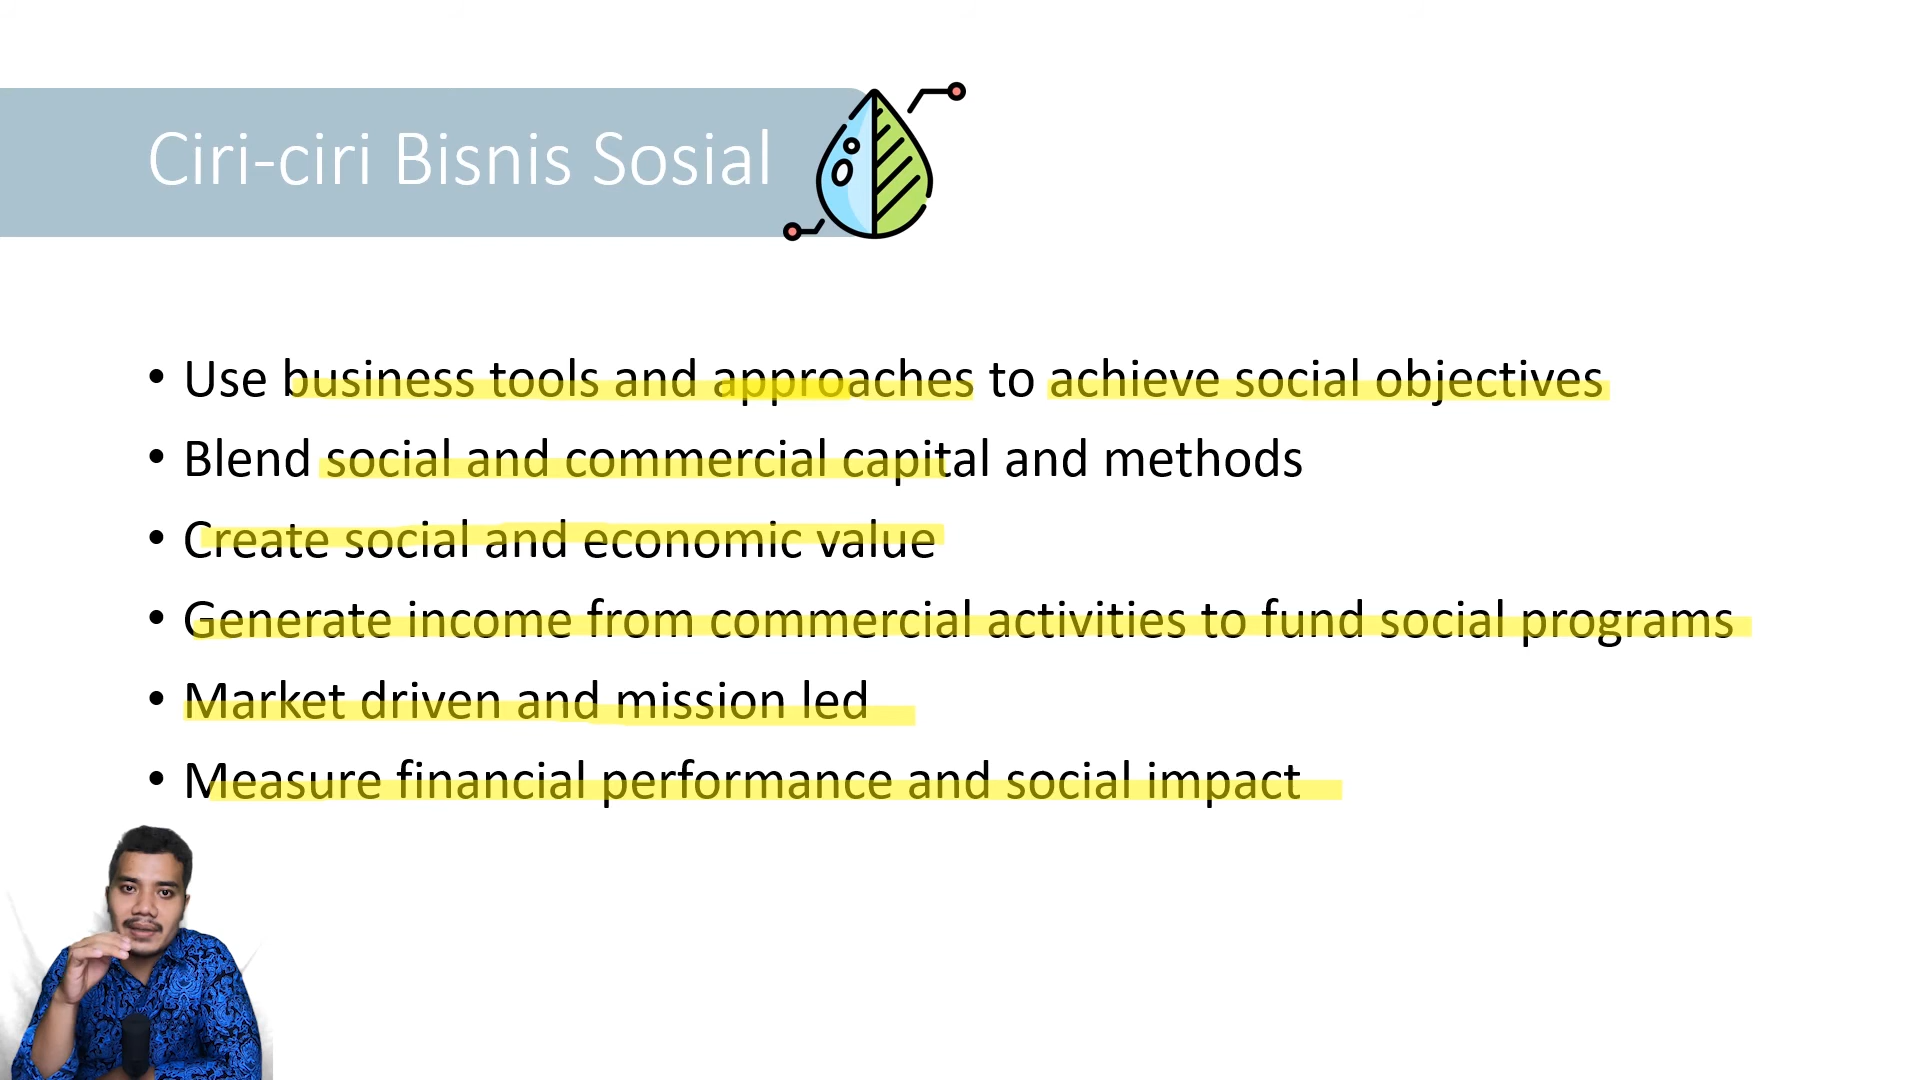 Ciri-ciri Bisnis Sosial
• Use business tools and approaches to achieve social objectives
• Blend social and commercial capital and methods
• Create social and economic value
• Generate income from commercial activities to fund social programs
• Market driven and mission led
• Measure financial performance and social impact